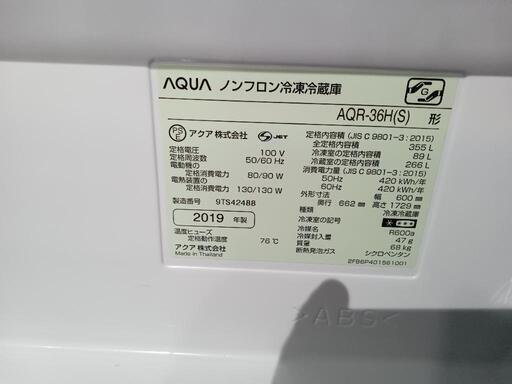 AQUA ノンフロン冷凍冷蔵庫
G
AQR-36H(S) 形
PSE アクア株式会社 S-JET
定格電圧 100 V
定格周波数 50/60 Hz
電動機の
定格消費電力 80/90 W
電熱装置の
定格消費電力 130/130 W
製造番号 9TS42488
2019 年製
温度ヒューズ
定格動作温度 76℃
アクア株式会社
Made in Thailand
定格内容積 (JIS C 9801-3 : 2015)
全定格内容積 355 L
冷凍室の定格内容積 89 L
冷蔵室の定格内容積 266 L
消費電力量 (JIS C 9801-3 : 2015)
50Hz 420 kWh/年
60Hz 420 kWh/年
外形寸法 幅 600 mm
奥行 662 mm 高さ 1729 mm
種類 冷凍冷蔵庫
冷凍室の記号
冷媒名 R600a
冷媒封入量 47 g
質量 68 kg
断熱発泡ガス シクロペンタン
2FB6P401561001
>ABS<